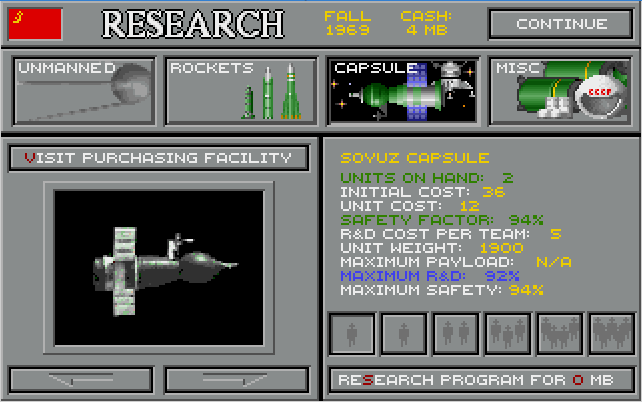 RESEARCH
FALL
1969
CASH:
4 MB
CONTINUE
UNMANNED
ROCKETS
CAPSULE
MISC
CCCP
VISIT PURCHASING FACILITY
SOYUZ CAPSULE
UNITS ON HAND: 2
INITIAL COST: 36
UNIT COST: 12
SAFETY FACTOR: 94%
R&D COST PER TEAM: 5
UNIT WEIGHT: 1900
MAXIMUM PAYLOAD: N/A
MAXIMUM R&D: 92%
MAXIMUM SAFETY: 94%
RESEARCH PROGRAM FOR 0 MB